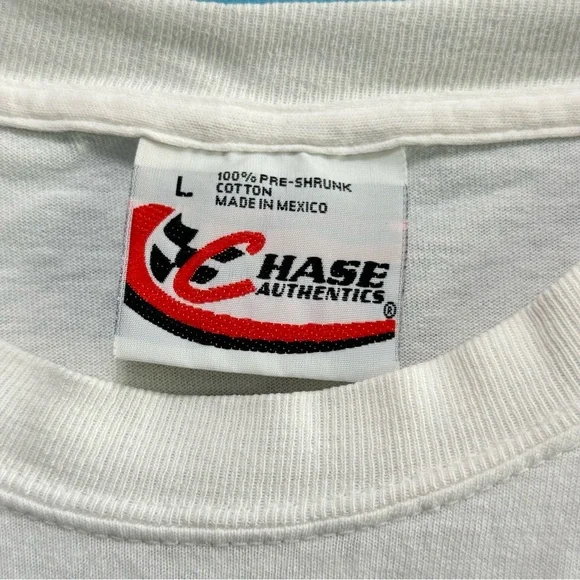 L
100% PRE-SHRUNK
COTTON
MADE IN MEXICO
CHASE
AUTHENTICS®